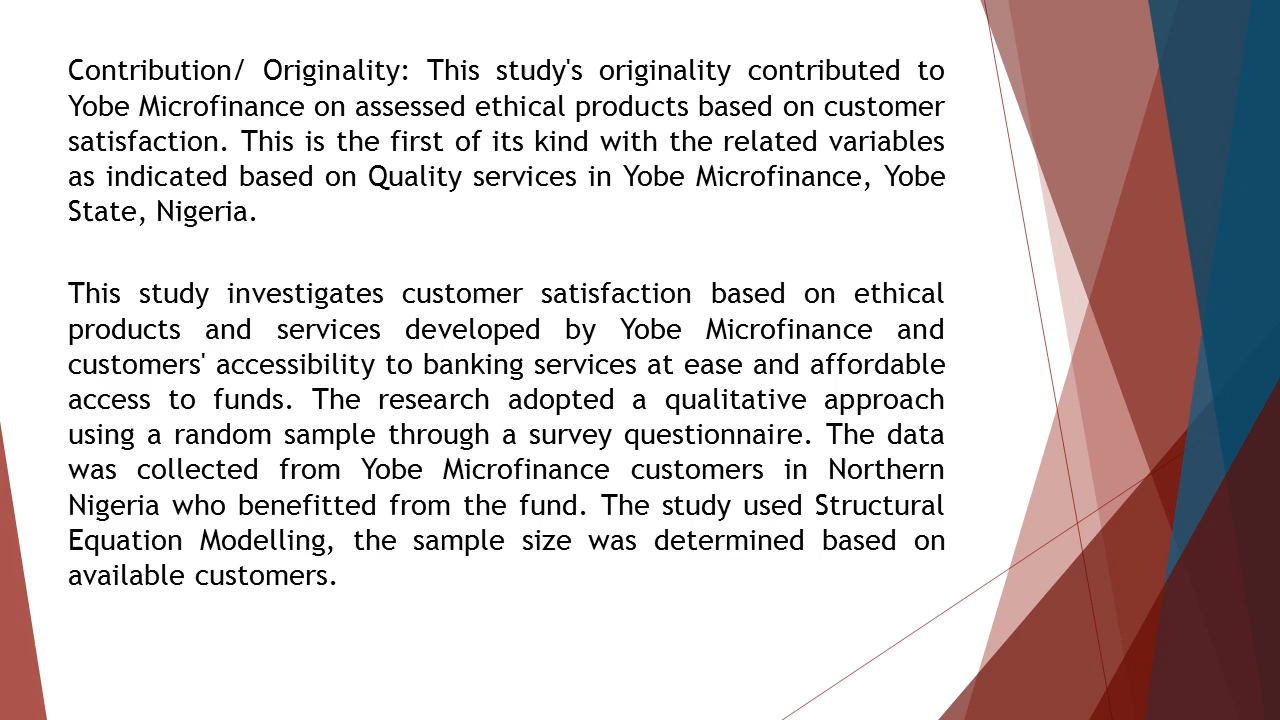 Contribution/ Originality: This study's originality contributed to
Yobe Microfinance on assessed ethical products based on customer
satisfaction. This is the first of its kind with the related variables
as indicated based on Quality services in Yobe Microfinance, Yobe
State, Nigeria.
This study investigates customer satisfaction based on ethical
products and services developed by Yobe Microfinance and
customers' accessibility to banking services at ease and affordable
access to funds. The research adopted a qualitative approach
using a random sample through a survey questionnaire. The data
was collected from Yobe Microfinance customers in Northern
Nigeria who benefitted from the fund. The study used Structural
Equation Modelling, the sample size was determined based on
available customers.